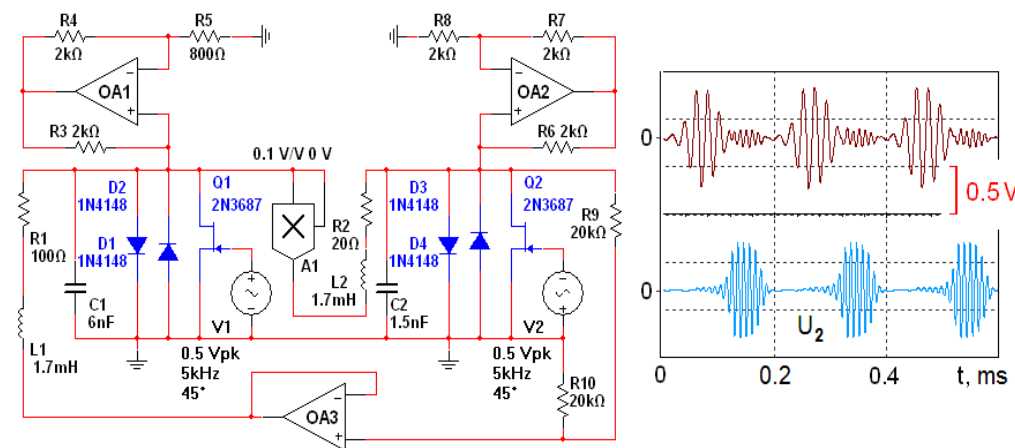 R4
2kΩ
R5
800Ω
OA1
R3 2kΩ
R8
2kΩ
R7
2kΩ
OA2
R6 2kΩ
0.1 V/V 0 V
D2
1N4148
D1
1N4148
Q1
2N3687
R1
100Ω
C1
6nF
L1
1.7mH
V1
0.5 Vpk
5kHz
45°
A1
R2
20Ω
L2
1.7mH
D3
1N4148
D4
1N4148
Q2
2N3687
R9
20kΩ
C2
1.5nF
V2
0.5 Vpk
5kHz
45°
R10
20kΩ
OA3
0
0.5 V
0
U2
0
0.2
0.4
t, ms